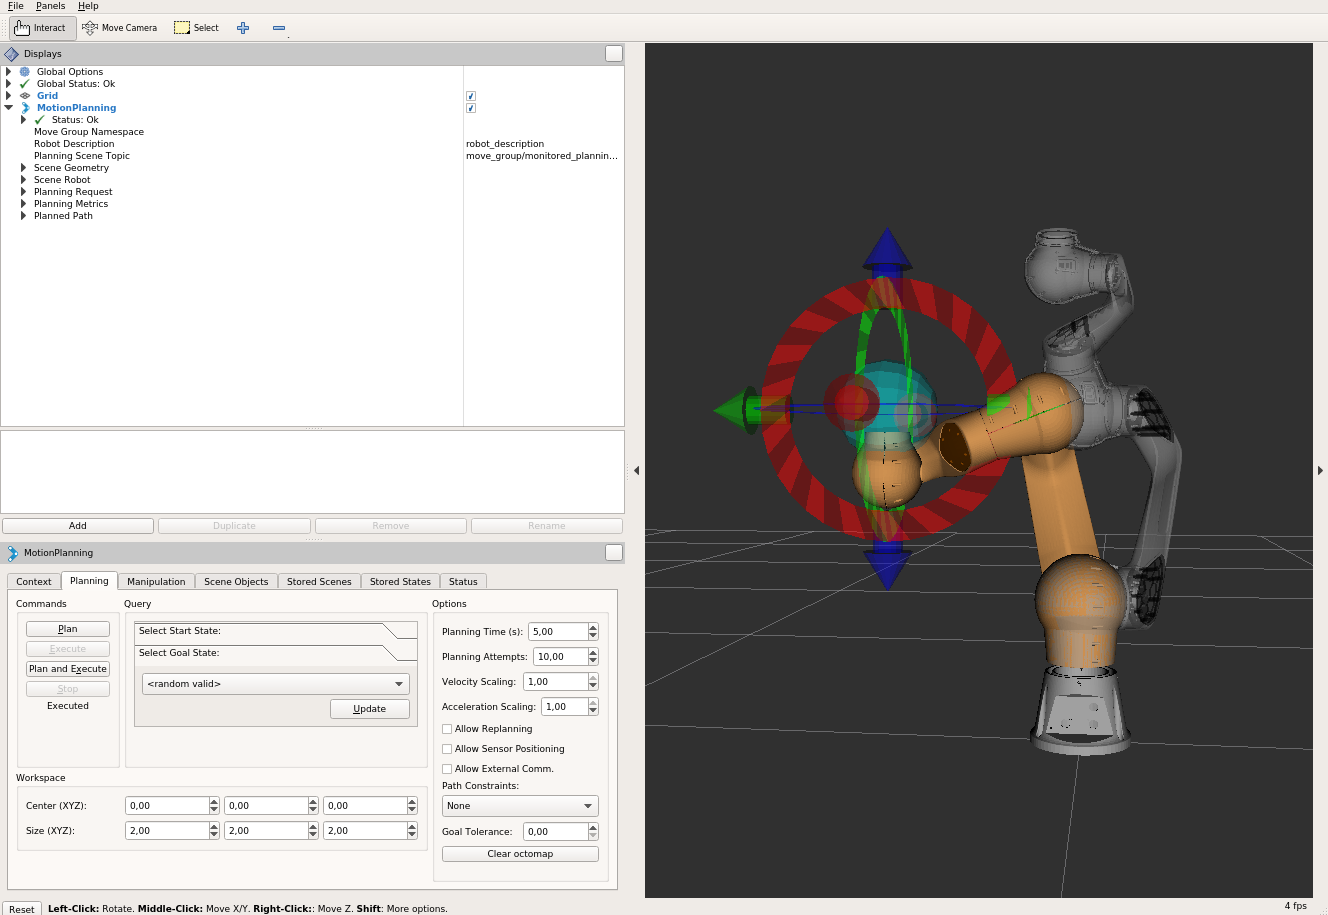 File Panels Help
Interact Move Camera Select
Displays
Global Options
Global Status: Ok
Grid
MotionPlanning
Status: Ok
Move Group Namespace
Robot Description robot_description
Planning Scene Topic move_group/monitored_plannin...
Scene Geometry
Scene Robot
Planning Request
Planning Metrics
Planned Path
Add Duplicate Remove Rename
MotionPlanning
Context Planning Manipulation Scene Objects Stored Scenes Stored States Status
Commands
Plan
Execute
Plan and Execute
Stop
Executed
Query
Select Start State:
Select Goal State:
<random valid>
Update
Options
Planning Time (s): 5,00
Planning Attempts: 10,00
Velocity Scaling: 1,00
Acceleration Scaling: 1,00
Allow Replanning
Allow Sensor Positioning
Allow External Comm.
Path Constraints:
None
Goal Tolerance: 0,00
Clear octomap
Workspace
Center (XYZ): 0,00 0,00 0,00
Size (XYZ): 2,00 2,00 2,00
Reset Left-Click: Rotate. Middle-Click: Move X/Y. Right-Click:: Move Z. Shift: More options. 4 fps